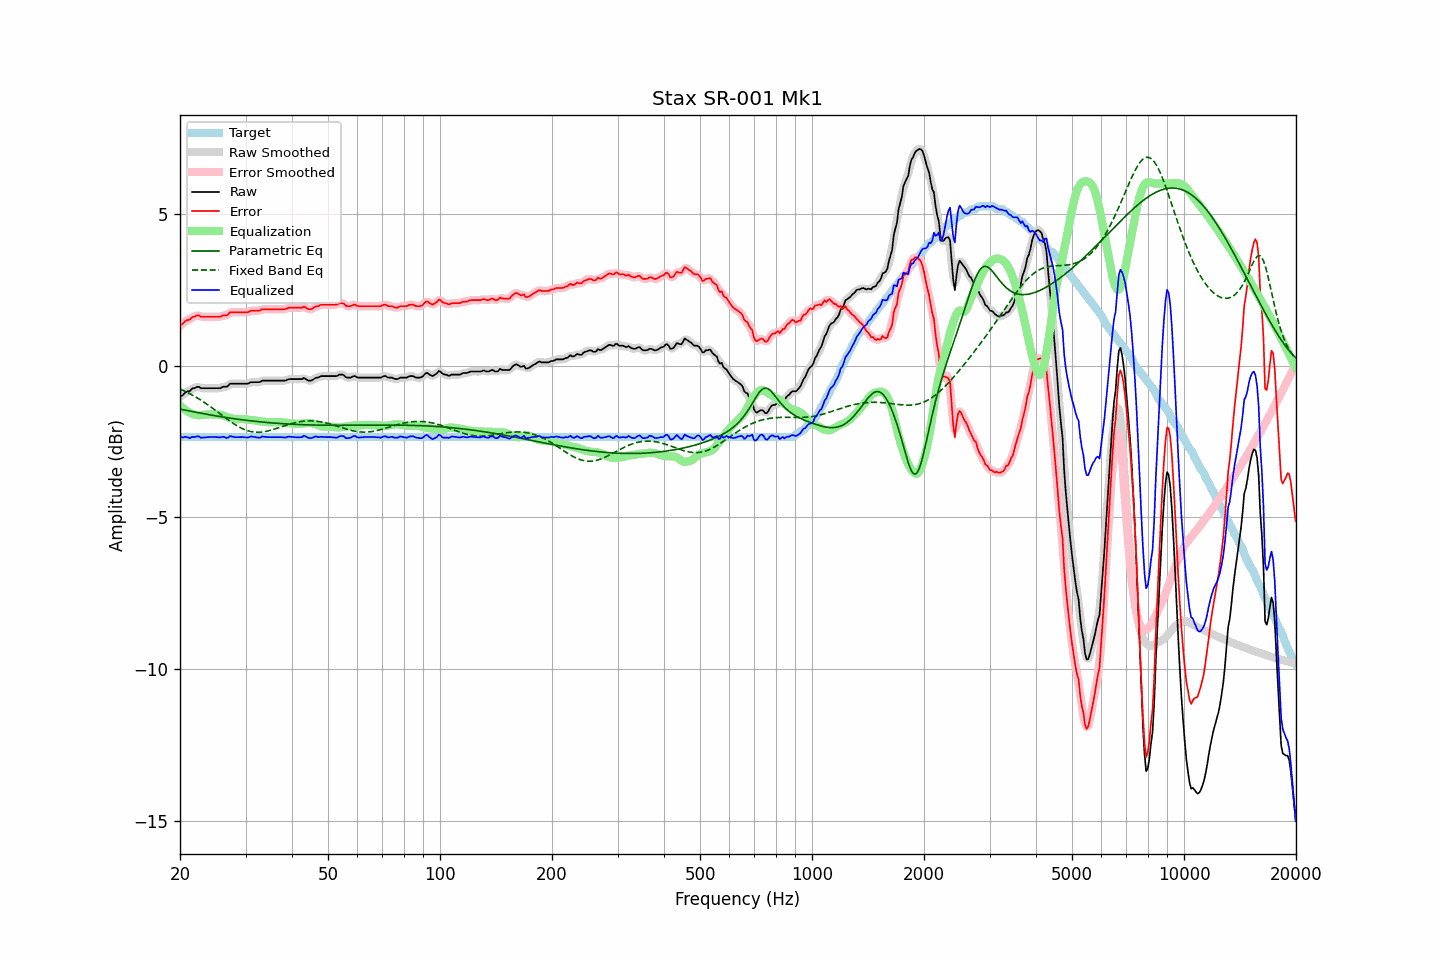 Stax SR-001 Mk1
Target
Raw Smoothed
Error Smoothed
Raw
Error
Equalization
Parametric Eq
Fixed Band Eq
Equalized
5
0
−5
−10
−15
Amplitude (dBr)
20 50 100 200 500 1000 2000 5000 10000 20000
Frequency (Hz)